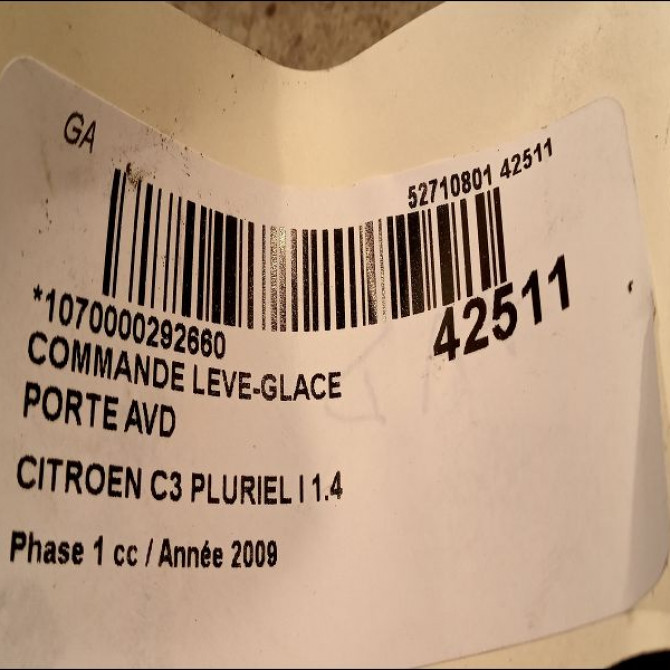 GA
52710801 42511
*1070000292660
42511
COMMANDE LEVE-GLACE
PORTE AVD
CITROEN C3 PLURIEL I 1.4
Phase 1 cc / Année 2009